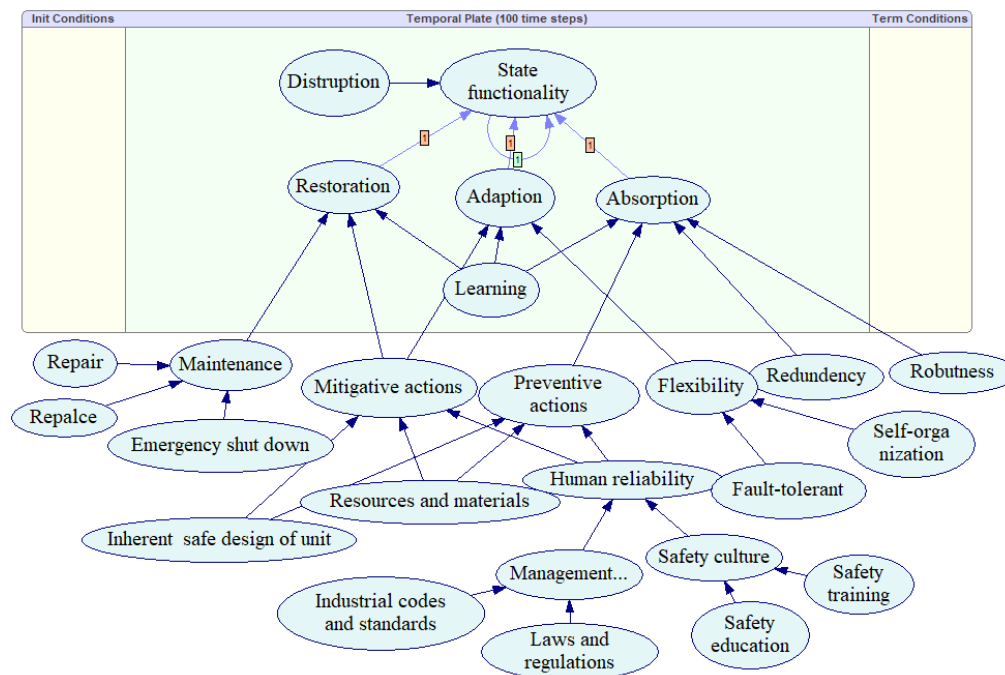 Init Conditions
Temporal Plate (100 time steps)
Term Conditions
Distruption
State
functionality
1
1
1
1
Restoration
Adaption
Absorption
Learning
Repair
Maintenance
Mitigative actions
Preventive
actions
Flexibility
Redundency
Robutness
Repalce
Emergency shut down
Self-orga
nization
Human reliability
Fault-tolerant
Resources and materials
Inherent safe design of unit
Management...
Safety culture
Safety
training
Industrial codes
and standards
Laws and
regulations
Safety
education